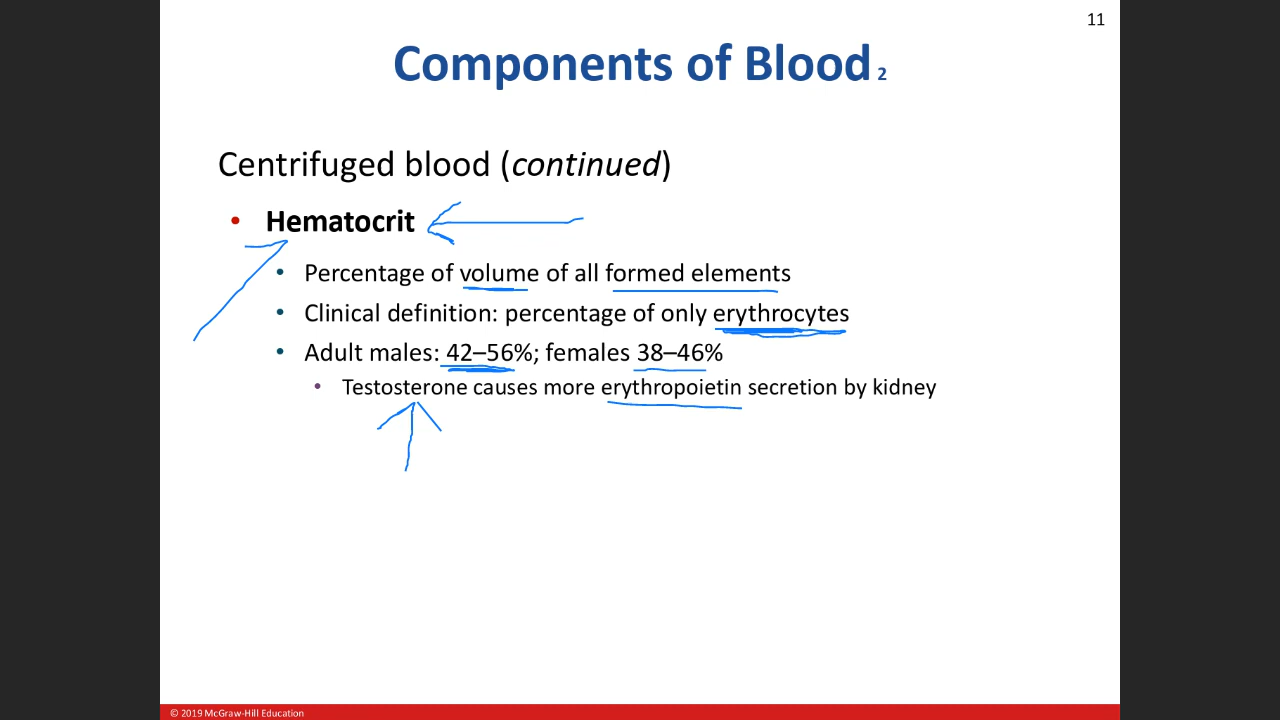 11
Components of Blood 2
Centrifuged blood (continued)
• Hematocrit
• Percentage of volume of all formed elements
• Clinical definition: percentage of only erythrocytes
• Adult males: 42–56%; females 38–46%
• Testosterone causes more erythropoietin secretion by kidney
© 2019 McGraw-Hill Education